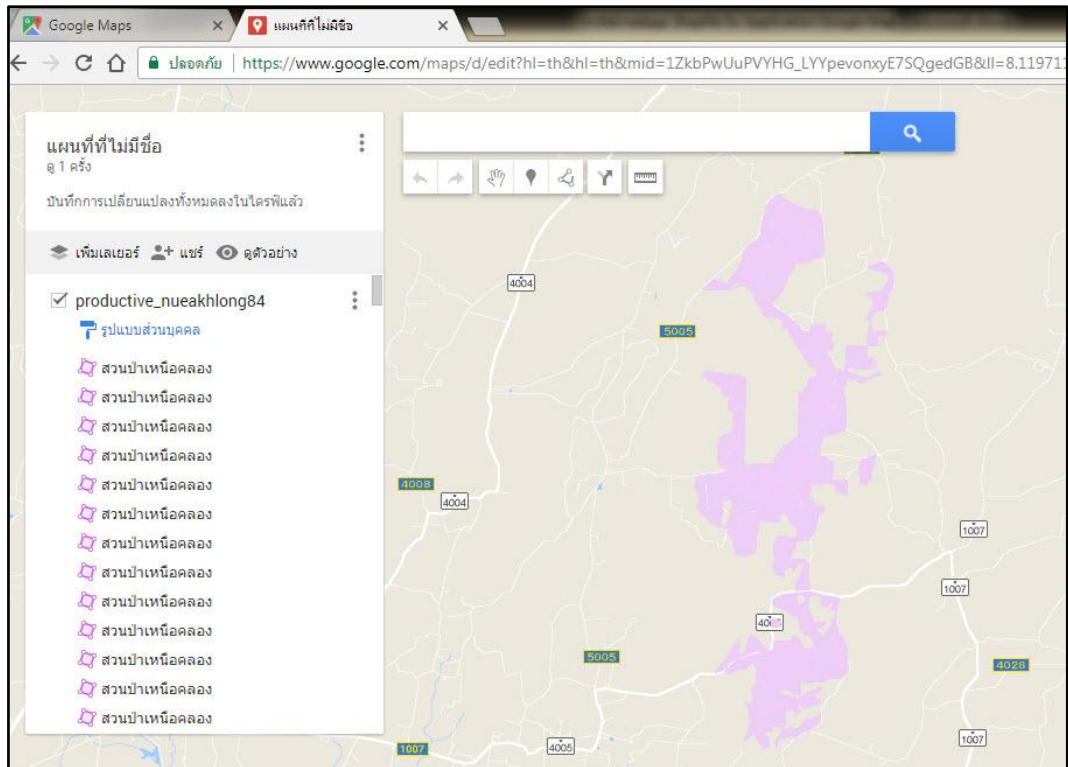 Google Maps
แผนที่ที่ไม่มีชื่อ
ปลอดภัย
https://www.google.com/maps/d/edit?hl=th&hl=th&mid=1ZkbPwUuPVYHG_LYYpevonxyE7SQgedGB&ll=8.11971
แผนที่ที่ไม่มีชื่อ
ดู 1 ครั้ง
บันทึกการเปลี่ยนแปลงทั้งหมดลงในไดรฟ์แล้ว
เพิ่มเลเยอร์ แชร์ ดูตัวอย่าง
productive_nueakhlong84
รูปแบบส่วนบุคคล
สวนป่าเหนือคลอง
สวนป่าเหนือคลอง
สวนป่าเหนือคลอง
สวนป่าเหนือคลอง
สวนป่าเหนือคลอง
สวนป่าเหนือคลอง
สวนป่าเหนือคลอง
สวนป่าเหนือคลอง
สวนป่าเหนือคลอง
สวนป่าเหนือคลอง
สวนป่าเหนือคลอง
สวนป่าเหนือคลอง
สวนป่าเหนือคลอง
4004
5005
4008
4004
1007
1007
5005
4028
1007
4005
1007